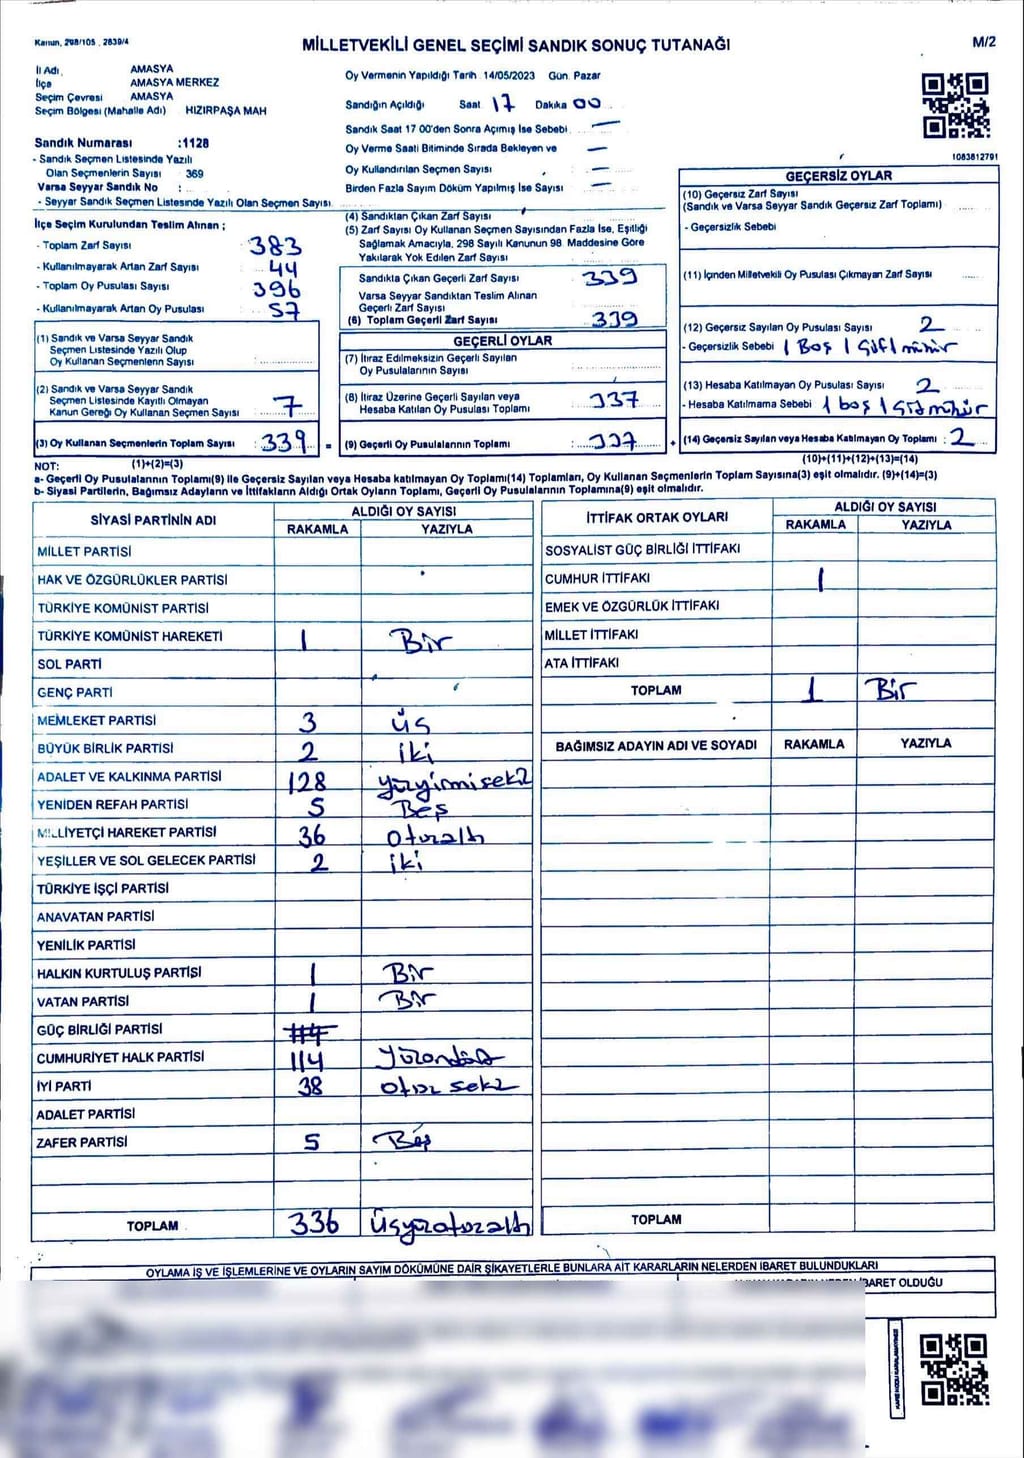 Kanun, 298/105, 2839/4
MİLLETVEKİLİ GENEL SEÇİMİ SANDIK SONUÇ TUTANAĞI
M/2
İl Adı, AMASYA
İlçe AMASYA MERKEZ
Seçim Çevresi AMASYA
Seçim Bölgesi (Mahalle Adı) HIZIRPAŞA MAH
Sandık Numarası :1128
- Sandık Seçmen Listesinde Yazılı
Olan Seçmenlerin Sayısı 369
Varsa Seyyar Sandık No :
- Seyyar Sandık Seçmen Listesinde Yazılı Olan Seçmen Sayısı
Oy Vermenin Yapıldığı Tarih 14/05/2023 Gün. Pazar
Sandığın Açıldığı Saat 17 Dakika 00
Sandık Saat 17 00'den Sonra Açılmış İse Sebebi
Oy Verme Saati Bitiminde Sırada Bekleyen ve
Oy Kullandırılan Seçmen Sayısı
Birden Fazla Sayım Döküm Yapılmış İse Sayısı
1083812791
İlçe Seçim Kurulundan Teslim Alınan ;
- Toplam Zarf Sayısı 383
- Kullanılmayarak Artan Zarf Sayısı 44
- Toplam Oy Pusulası Sayısı 396
- Kullanılmayarak Artan Oy Pusulası 57
(1) Sandık ve Varsa Seyyar Sandık
Seçmen Listesinde Yazılı Olup
Oy Kullanan Seçmenlerin Sayısı
(2) Sandık ve Varsa Seyyar Sandık
Seçmen Listesinde Kayıtlı Olmayan
Kanun Gereği Oy Kullanan Seçmen Sayısı 7
(3) Oy Kullanan Seçmenlerin Toplam Sayısı : 339 =
(4) Sandıktan Çıkan Zarf Sayısı
(5) Zarf Sayısı Oy Kullanan Seçmen Sayısından Fazla İse, Eşitliği
Sağlamak Amacıyla, 298 Sayılı Kanunun 98. Maddesine Göre
Yakılarak Yok Edilen Zarf Sayısı
Sandıkta Çıkan Geçerli Zarf Sayısı 339
Varsa Seyyar Sandıktan Teslim Alınan
Geçerli Zarf Sayısı
(6) Toplam Geçerli Zarf Sayısı 339
GEÇERLİ OYLAR
(7) İtiraz Edilmeksizin Geçerli Sayılan
Oy Pusulalarının Sayısı
(8) İtiraz Üzerine Geçerli Sayılan veya
Hesaba Katılan Oy Pusulası Toplamı 337
(9) Geçerli Oy Pusulalarının Toplamı : 337 +
GEÇERSİZ OYLAR
(10) Geçersiz Zarf Sayısı
(Sandık ve Varsa Seyyar Sandık Geçersiz Zarf Toplamı)
- Geçersizlik Sebebi
(11) İçinden Milletvekili Oy Pusulası Çıkmayan Zarf Sayısı
(12) Geçersiz Sayılan Oy Pusulası Sayısı 2
- Geçersizlik Sebebi 1 Boş 1 Çift mühür
(13) Hesaba Katılmayan Oy Pusulası Sayısı 2
- Hesaba Katılmama Sebebi 1 boş 1 mühür
(14) Geçersiz Sayılan veya Hesaba Katılmayan Oy Toplamı : 2
NOT: (1)+(2)=(3) (10)+(11)+(12)+(13)=(14)
a- Geçerli Oy Pusulalarının Toplamı(9) ile Geçersiz Sayılan veya Hesaba katılmayan Oy Toplamı(14) Toplamları, Oy Kullanan Seçmenlerin Toplam Sayısına(3) eşit olmalıdır. (9)+(14)=(3)
b- Siyasi Partilerin, Bağımsız Adayların ve İttifakların Aldığı Ortak Oyların Toplamı, Geçerli Oy Pusulalarının Toplamına(9) eşit olmalıdır.
SİYASİ PARTİNİN ADI ALDIĞI OY SAYISI
RAKAMLA YAZIYLA
MİLLET PARTİSİ
HAK VE ÖZGÜRLÜKLER PARTİSİ
TÜRKİYE KOMÜNİST PARTİSİ
TÜRKİYE KOMÜNİST HAREKETİ 1 Bir
SOL PARTİ
GENÇ PARTİ
MEMLEKET PARTİSİ 3 üç
BÜYÜK BİRLİK PARTİSİ 2 iki
ADALET VE KALKINMA PARTİSİ 128 yüzyirmisekiz
YENİDEN REFAH PARTİSİ 5 Beş
MİLLİYETÇİ HAREKET PARTİSİ 36 otuzaltı
YEŞİLLER VE SOL GELECEK PARTİSİ 2 iki
TÜRKİYE İŞÇİ PARTİSİ
ANAVATAN PARTİSİ
YENİLİK PARTİSİ
HALKIN KURTULUŞ PARTİSİ 1 Bir
VATAN PARTİSİ 1 Bir
GÜÇ BİRLİĞİ PARTİSİ
CUMHURİYET HALK PARTİSİ 114 Yüzondört
İYİ PARTİ 38 otuz sekiz
ADALET PARTİSİ
ZAFER PARTİSİ 5 Beş
TOPLAM 336 Üçyüzotuzaltı
İTTİFAK ORTAK OYLARI ALDIĞI OY SAYISI
RAKAMLA YAZIYLA
SOSYALİST GÜÇ BİRLİĞİ İTTİFAKI
CUMHUR İTTİFAKI 1
EMEK VE ÖZGÜRLÜK İTTİFAKI
MİLLET İTTİFAKI
ATA İTTİFAKI
TOPLAM 1 Bir
BAĞIMSIZ ADAYIN ADI VE SOYADI RAKAMLA YAZIYLA
TOPLAM
OYLAMA İŞ VE İŞLEMLERİNE VE OYLARIN SAYIM DÖKÜMÜNE DAİR ŞİKAYETLERLE BUNLARA AİT KARARLARIN NELERDEN İBARET BULUNDUKLARI
İBARET OLDUĞU